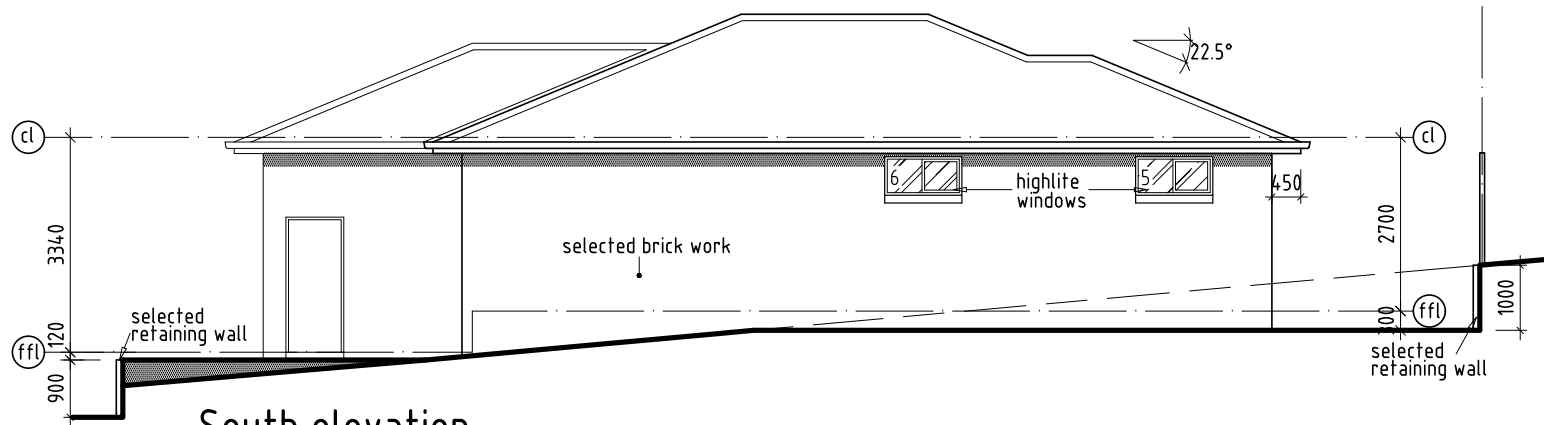 22.5°
cl
cl
6
5
highlite
windows
450
3340
2700
selected brick work
selected
retaining wall
ffl
300
1000
120
ffl
selected
retaining wall
900
South elevation